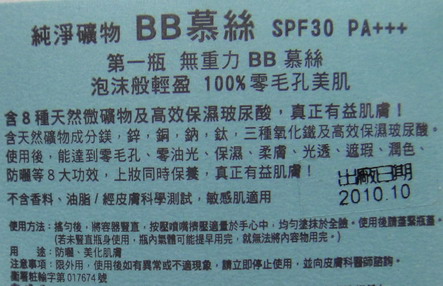 純淨礦物 BB慕絲 SPF30 PA+++
第一瓶 無重力 BB 慕絲
泡沫般輕盈 100%零毛孔美肌
含8種天然微礦物及高效保濕玻尿酸，真正有益肌膚！
含天然礦物成分鎂，鋅，銅，鈉，鈦，三種氧化鐵及高效保濕玻尿酸，
使用後，能達到零毛孔、零油光、保濕、柔膚、光透、遮瑕、潤色、
防曬等8大功效，上妝同時保養，真正有益肌膚！
出廠日期
2010.10
不含香料、油脂/經皮膚科學測試，敏感肌適用
使用方法：搖勻後，將容器豎直，按壓噴嘴擠壓適量於手心中，均勻塗抹於全臉。使用後請蓋緊瓶蓋。
(若未豎直瓶身使用，瓶內氣體可能提早用完，就無法將內容物用完。)
用　途：防曬、美化肌膚
注意事項：限外用，使用後如有異常或不適現象，請立即停止使用，並向皮膚科醫師諮詢。
衛署粧輸字第 017674 號